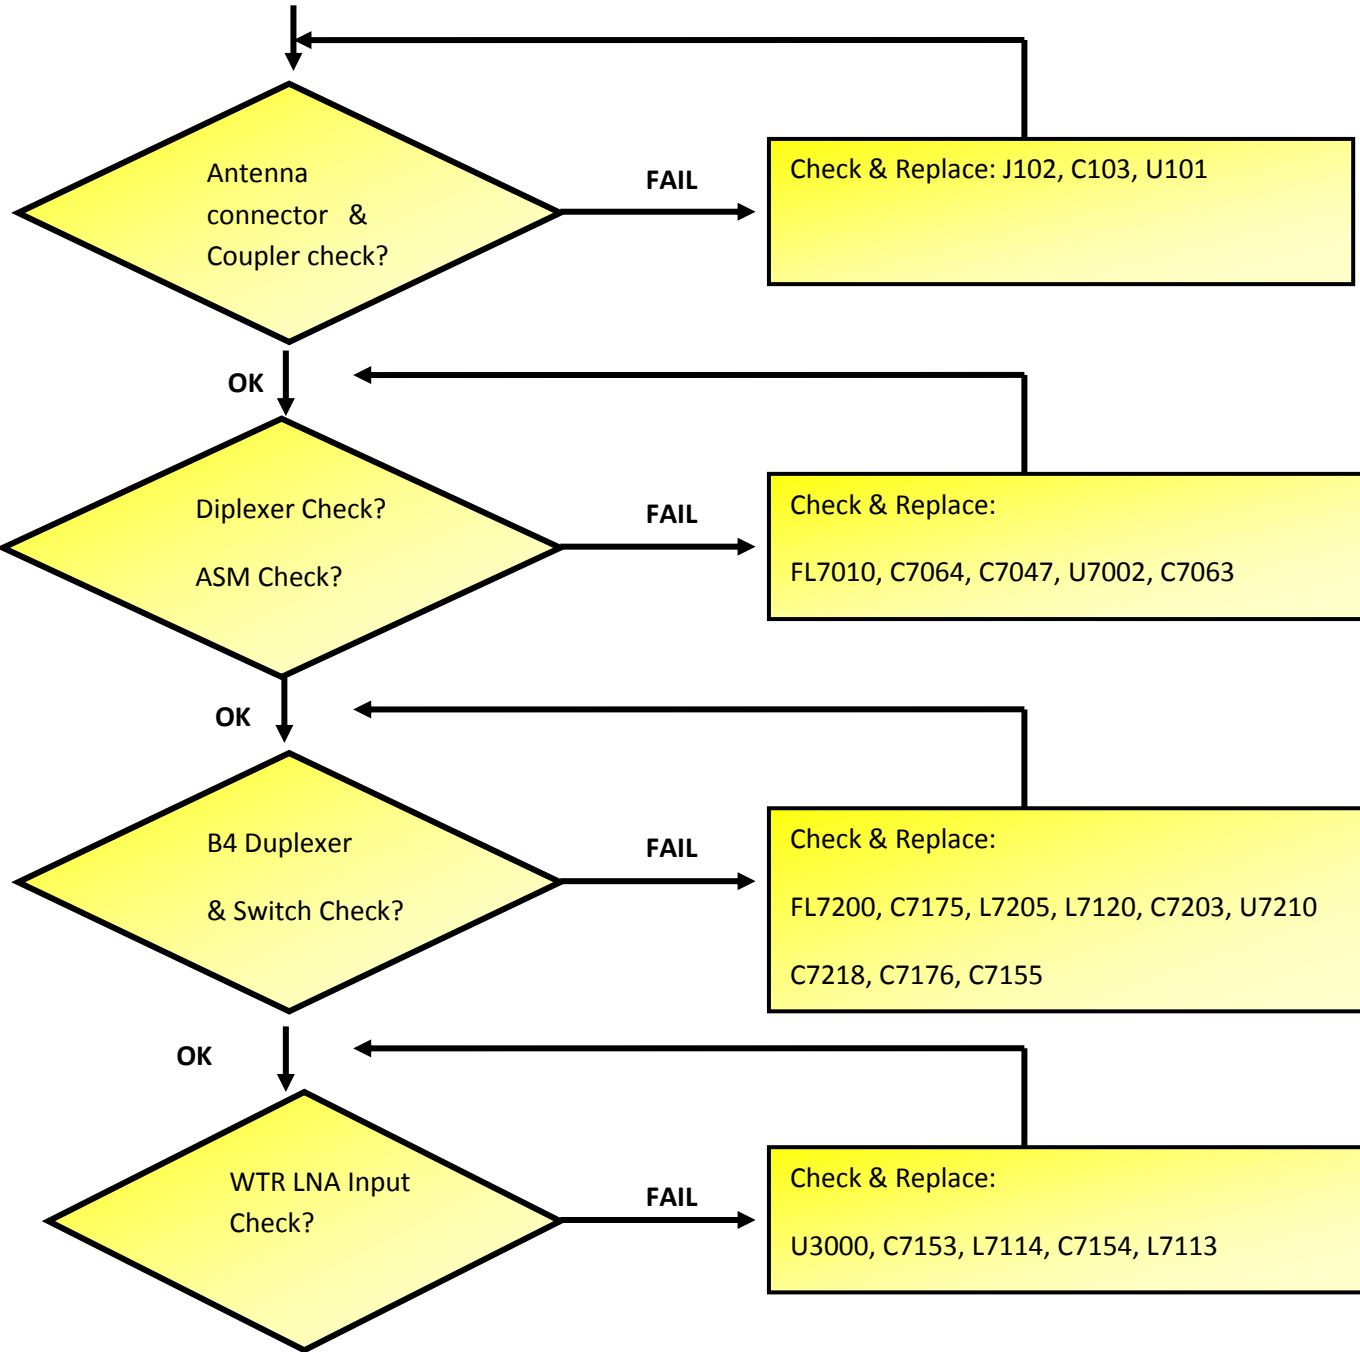 Antenna
connector & 
Coupler check?
FAIL
Check & Replace: J102, C103, U101
OK
Diplexer Check?
ASM Check?
FAIL
Check & Replace:
FL7010, C7064, C7047, U7002, C7063
OK
B4 Duplexer
& Switch Check?
FAIL
Check & Replace:
FL7200, C7175, L7205, L7120, C7203, U7210
C7218, C7176, C7155
OK
WTR LNA Input
Check?
FAIL
Check & Replace:
U3000, C7153, L7114, C7154, L7113